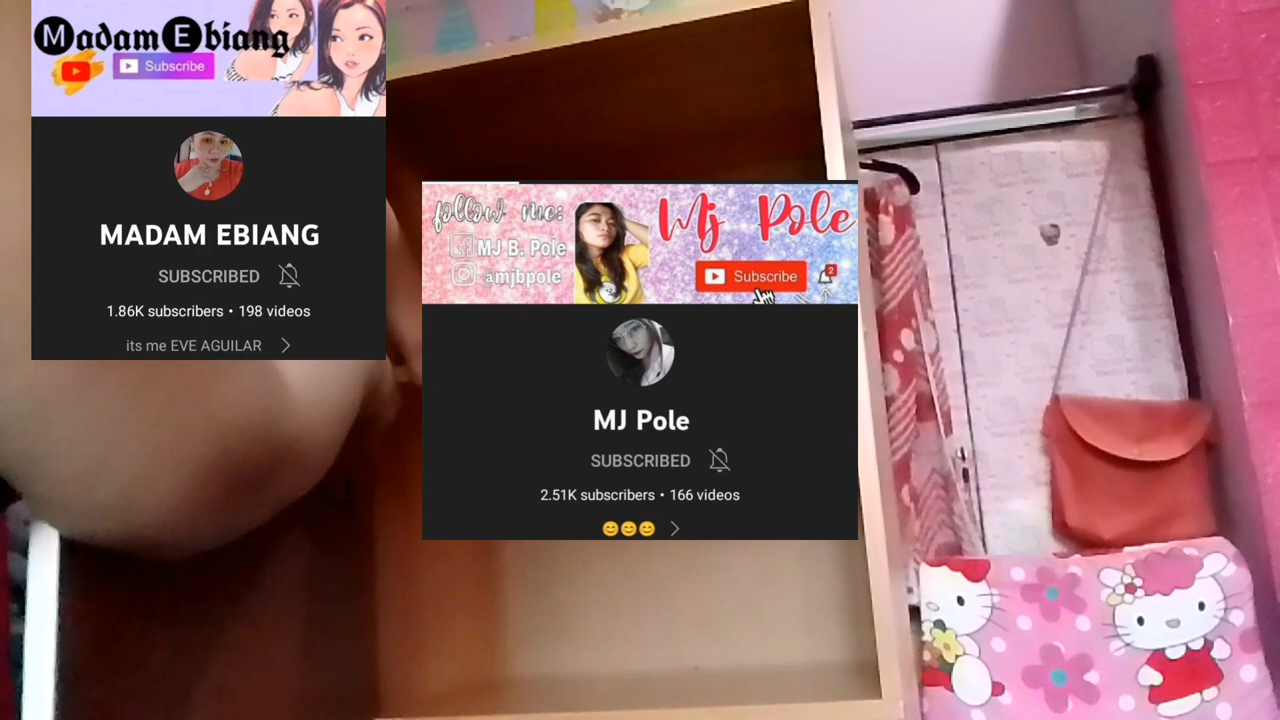 MadamEbiang
Subscribe
MADAM EBIANG
SUBSCRIBED
1.86K subscribers • 198 videos
its me EVE AGUILAR
follow me:
MJ B. Pole
amjbpole
Mj Pole
Subscribe
2
MJ Pole
SUBSCRIBED
2.51K subscribers • 166 videos
😊😊😊